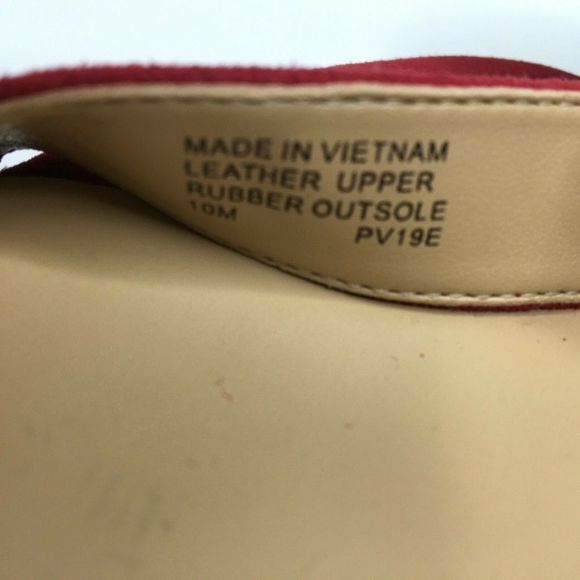 MADE IN VIETNAM
LEATHER UPPER
RUBBER OUTSOLE
10M PV19E